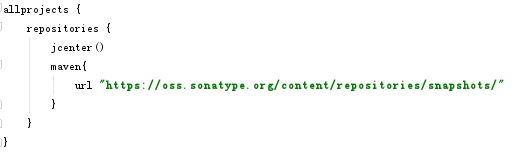 allprojects {
    repositories {
        jcenter()
        maven{
            url "https://oss.sonatype.org/content/repositories/snapshots/"
        }
    }
}